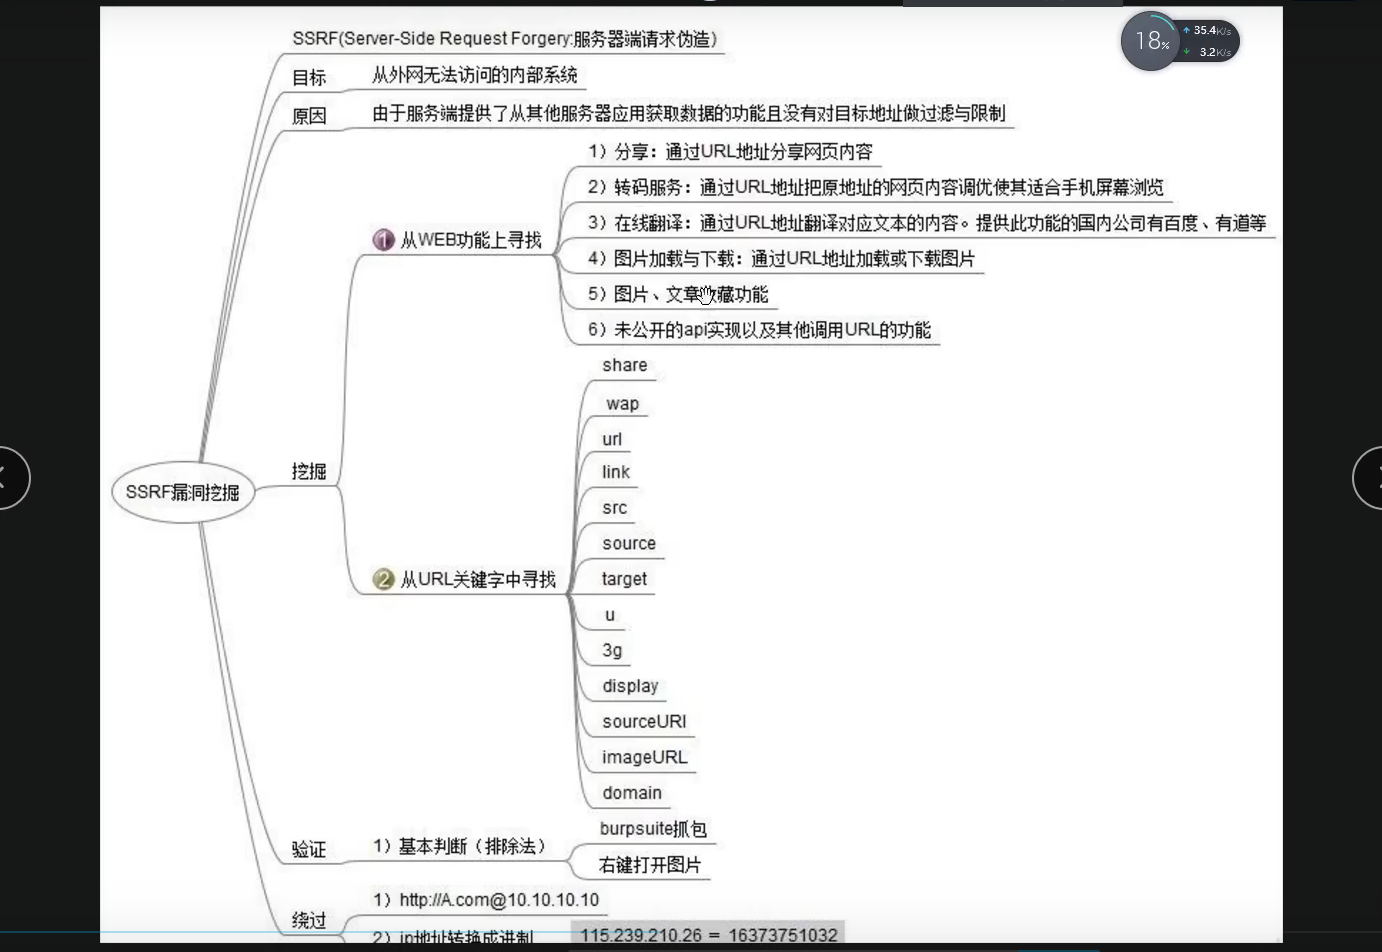 SSRF(Server-Side Request Forgery:服务器端请求伪造)
目标
从外网无法访问的内部系统
原因
由于服务端提供了从其他服务器应用获取数据的功能且没有对目标地址做过滤与限制
SSRF漏洞挖掘
挖掘
1 从WEB功能上寻找
1）分享：通过URL地址分享网页内容
2）转码服务：通过URL地址把原地址的网页内容调优使其适合手机屏幕浏览
3）在线翻译：通过URL地址翻译对应文本的内容。提供此功能的国内公司有百度、有道等
4）图片加载与下载：通过URL地址加载或下载图片
5）图片、文章收藏功能
6）未公开的api实现以及其他调用URL的功能
2 从URL关键字中寻找
share
wap
url
link
src
source
target
u
3g
display
sourceURl
imageURL
domain
验证
1）基本判断（排除法）
burpsuite抓包
右键打开图片
绕过
1）http://A.com@10.10.10.10
2）ip地址转换成进制
115.239.210.26 = 16373751032
18%
35.4K/s
3.2K/s